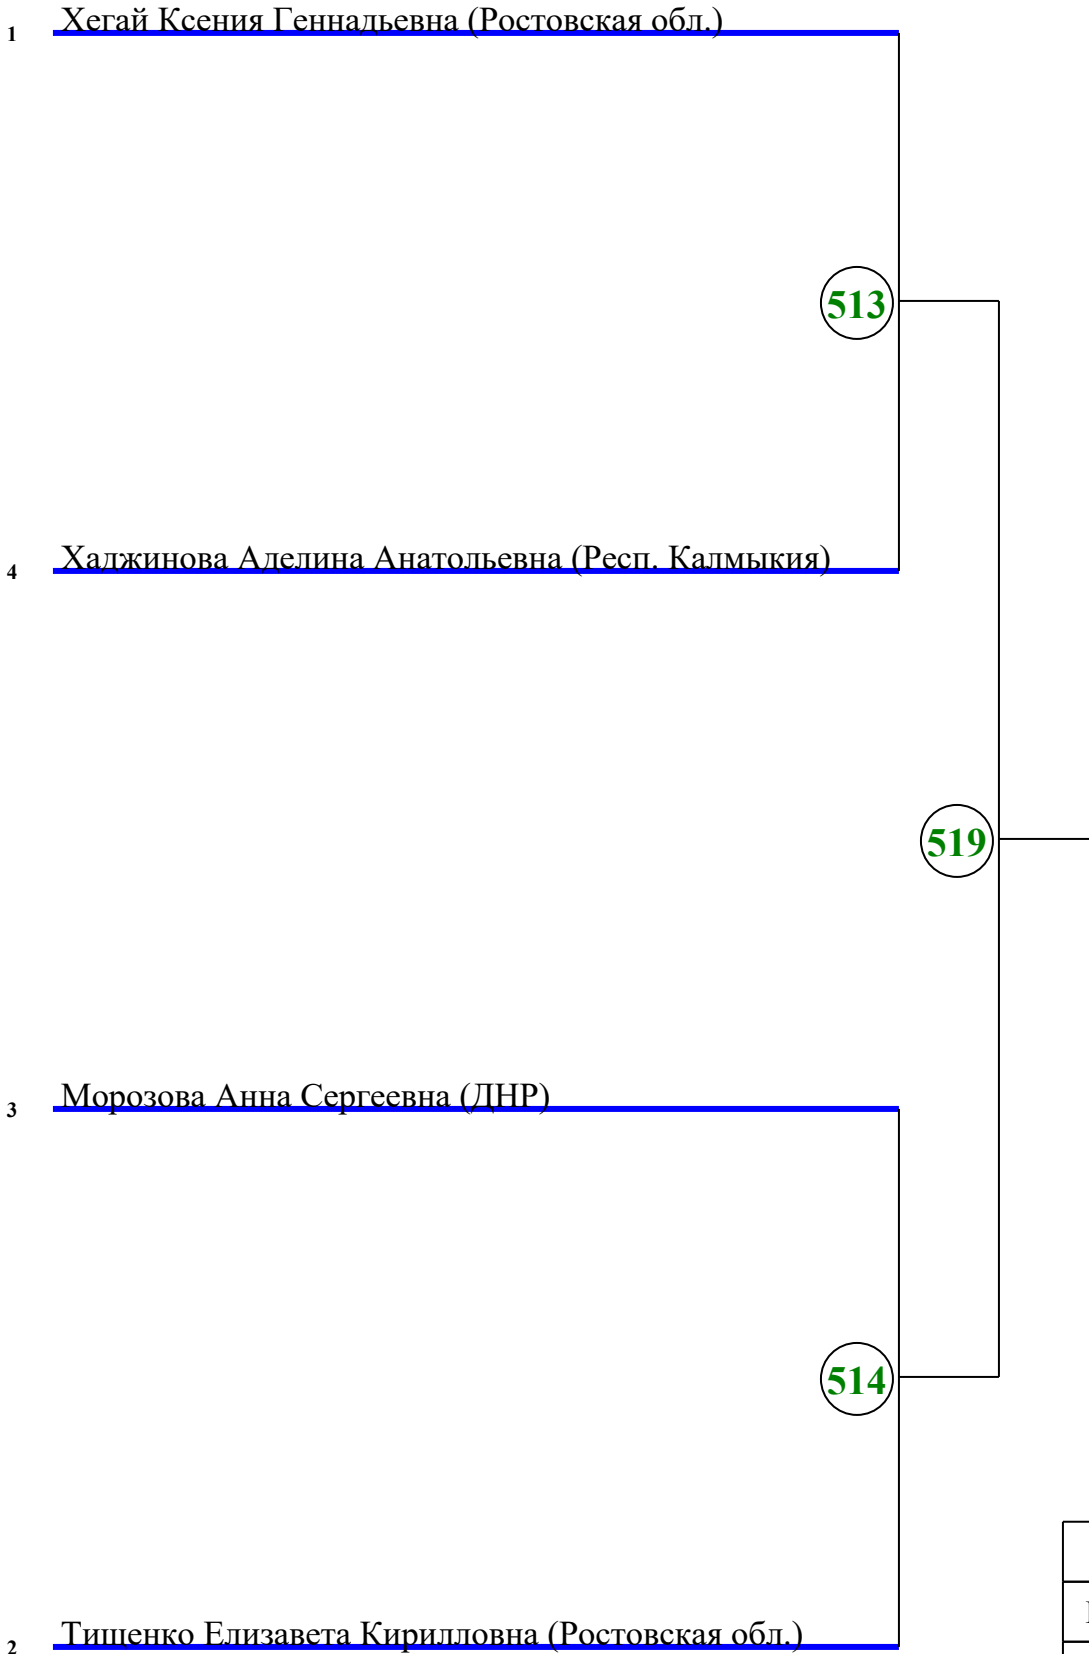 1 Хегай Ксения Геннадьевна (Ростовская обл.)
513
4 Хаджинова Аделина Анатольевна (Респ. Калмыкия)
519
3 Морозова Анна Сергеевна (ДНР)
514
2 Тищенко Елизавета Кирилловна (Ростовская обл.)